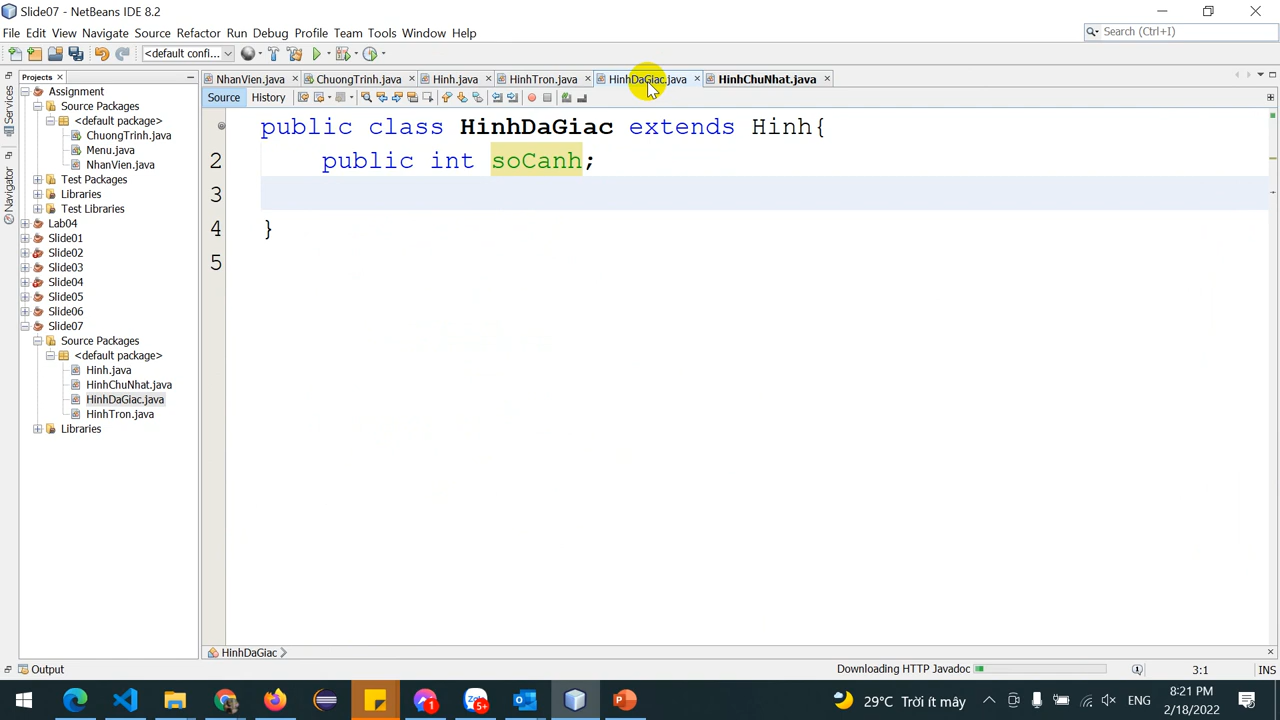 Slide07 - NetBeans IDE 8.2
File Edit View Navigate Source Refactor Run Debug Profile Team Tools Window Help
Search (Ctrl+I)
<default confi...
Projects
NhanVien.java
ChuongTrinh.java
Hinh.java
HinhTron.java
HinhDaGiac.java
HinhChuNhat.java
Source History
Services
Navigator
Assignment
Source Packages
<default package>
ChuongTrinh.java
Menu.java
NhanVien.java
Test Packages
Libraries
Test Libraries
Lab04
Slide01
Slide02
Slide03
Slide04
Slide05
Slide06
Slide07
Source Packages
<default package>
Hinh.java
HinhChuNhat.java
HinhDaGiac.java
HinhTron.java
Libraries
public class HinhDaGiac extends Hinh{
2 public int soCanh;
3
4 }
5
HinhDaGiac
Output
Downloading HTTP Javadoc
3:1
INS
1
5+
29°C Trời ít mây
ENG
8:21 PM
2/18/2022